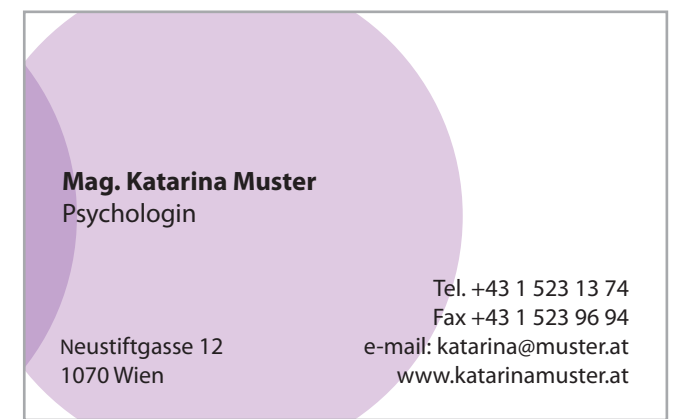 Mag. Katarina Muster
Psychologin
Neustiftgasse 12
1070 Wien
Tel. +43 1 523 13 74
Fax +43 1 523 96 94
e-mail: katarina@muster.at
www.katarinamuster.at